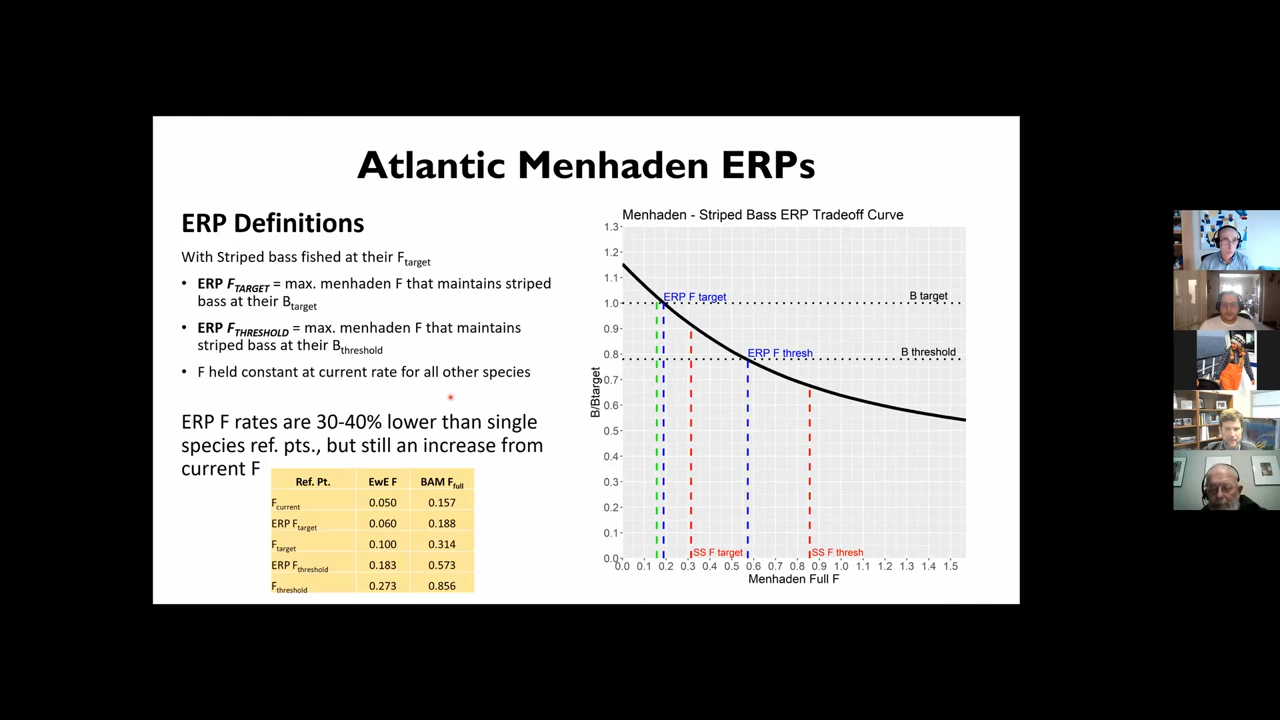 Atlantic Menhaden ERPs
ERP Definitions
With Striped bass fished at their Ftarget
• ERP FTARGET = max. menhaden F that maintains striped
bass at their Btarget
• ERP FTHRESHOLD = max. menhaden F that maintains
striped bass at their Bthreshold
• F held constant at current rate for all other species
ERP F rates are 30-40% lower than single
species ref. pts., but still an increase from
current F
Ref. Pt. EwE F BAM Ffull
Fcurrent 0.050 0.157
ERP Ftarget 0.060 0.188
Ftarget 0.100 0.314
ERP Fthreshold 0.183 0.573
Fthreshold 0.273 0.856
Menhaden - Striped Bass ERP Tradeoff Curve
1.3
1.2
1.1
1.0
0.9
0.8
0.7
0.6
0.5
0.4
0.3
0.2
0.1
0.0
B/Btarget
ERP F target
B target
ERP F thresh
B threshold
SS F target
SS F thresh
0.0 0.1 0.2 0.3 0.4 0.5 0.6 0.7 0.8 0.9 1.0 1.1 1.2 1.3 1.4 1.5
Menhaden Full F